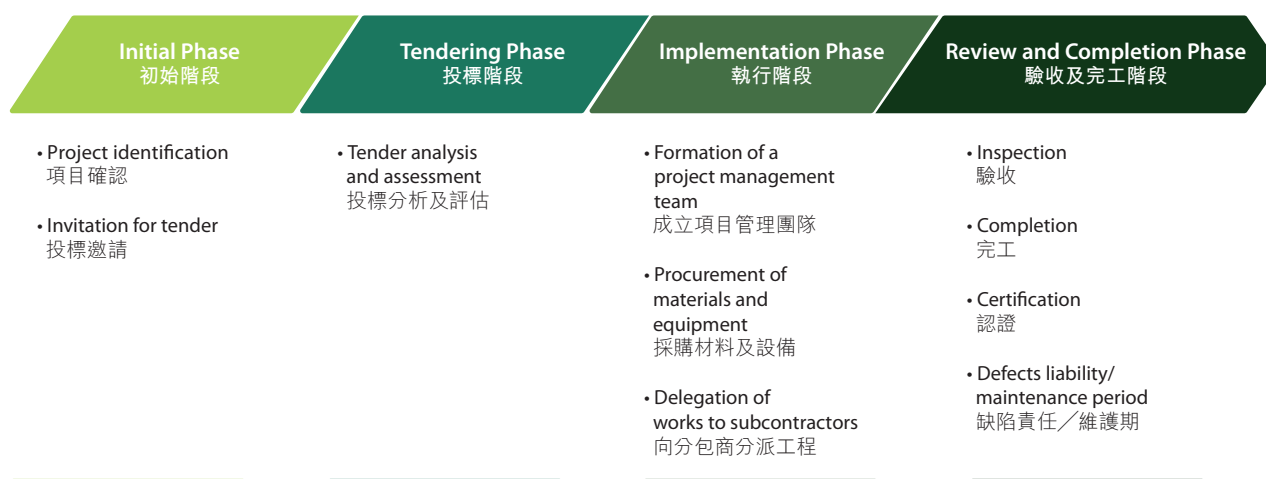 Initial Phase
初始階段
Tendering Phase
投標階段
Implementation Phase
執行階段
Review and Completion Phase
驗收及完工階段
• Project identification
項目確認
• Invitation for tender
投標邀請
• Tender analysis
and assessment
投標分析及評估
• Formation of a
project management
team
成立項目管理團隊
• Procurement of
materials and
equipment
採購材料及設備
• Delegation of
works to subcontractors
向分包商分派工程
• Inspection
驗收
• Completion
完工
• Certification
認證
• Defects liability/
maintenance period
缺陷責任／維護期